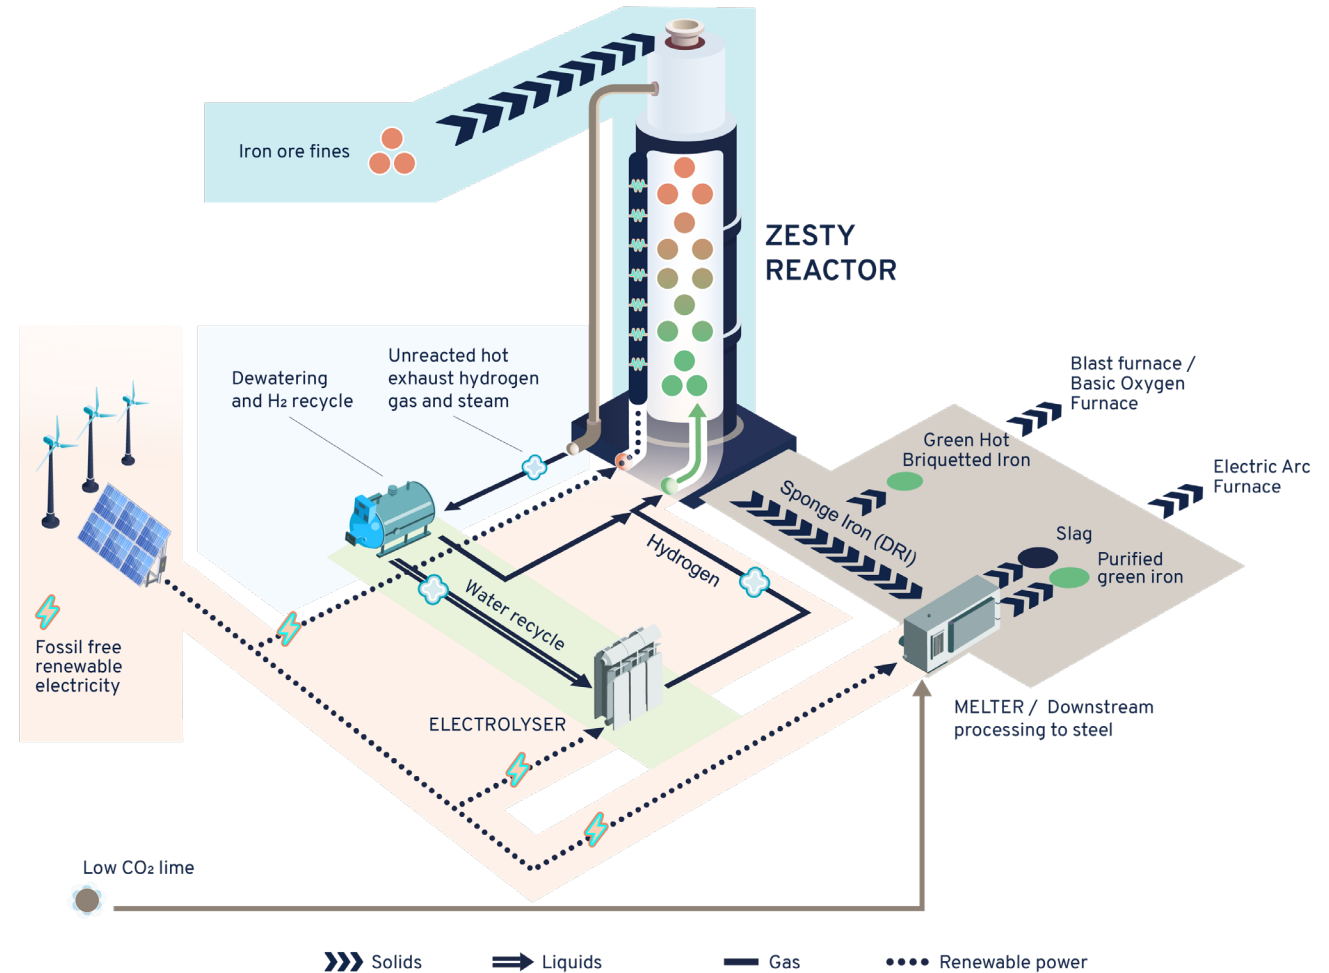 Iron ore fines
ZESTY
REACTOR
Dewatering
and H₂ recycle
Unreacted hot
exhaust hydrogen
gas and steam
Blast furnace /
Basic Oxygen
Furnace
Green Hot
Briquetted Iron
Electric Arc
Furnace
Sponge Iron (DRI)
Slag
Purified
green iron
Hydrogen
Water recycle
Fossil free
renewable
electricity
ELECTROLYSER
MELTER / Downstream
processing to steel
Low CO₂ lime
Solids
Liquids
Gas
Renewable power